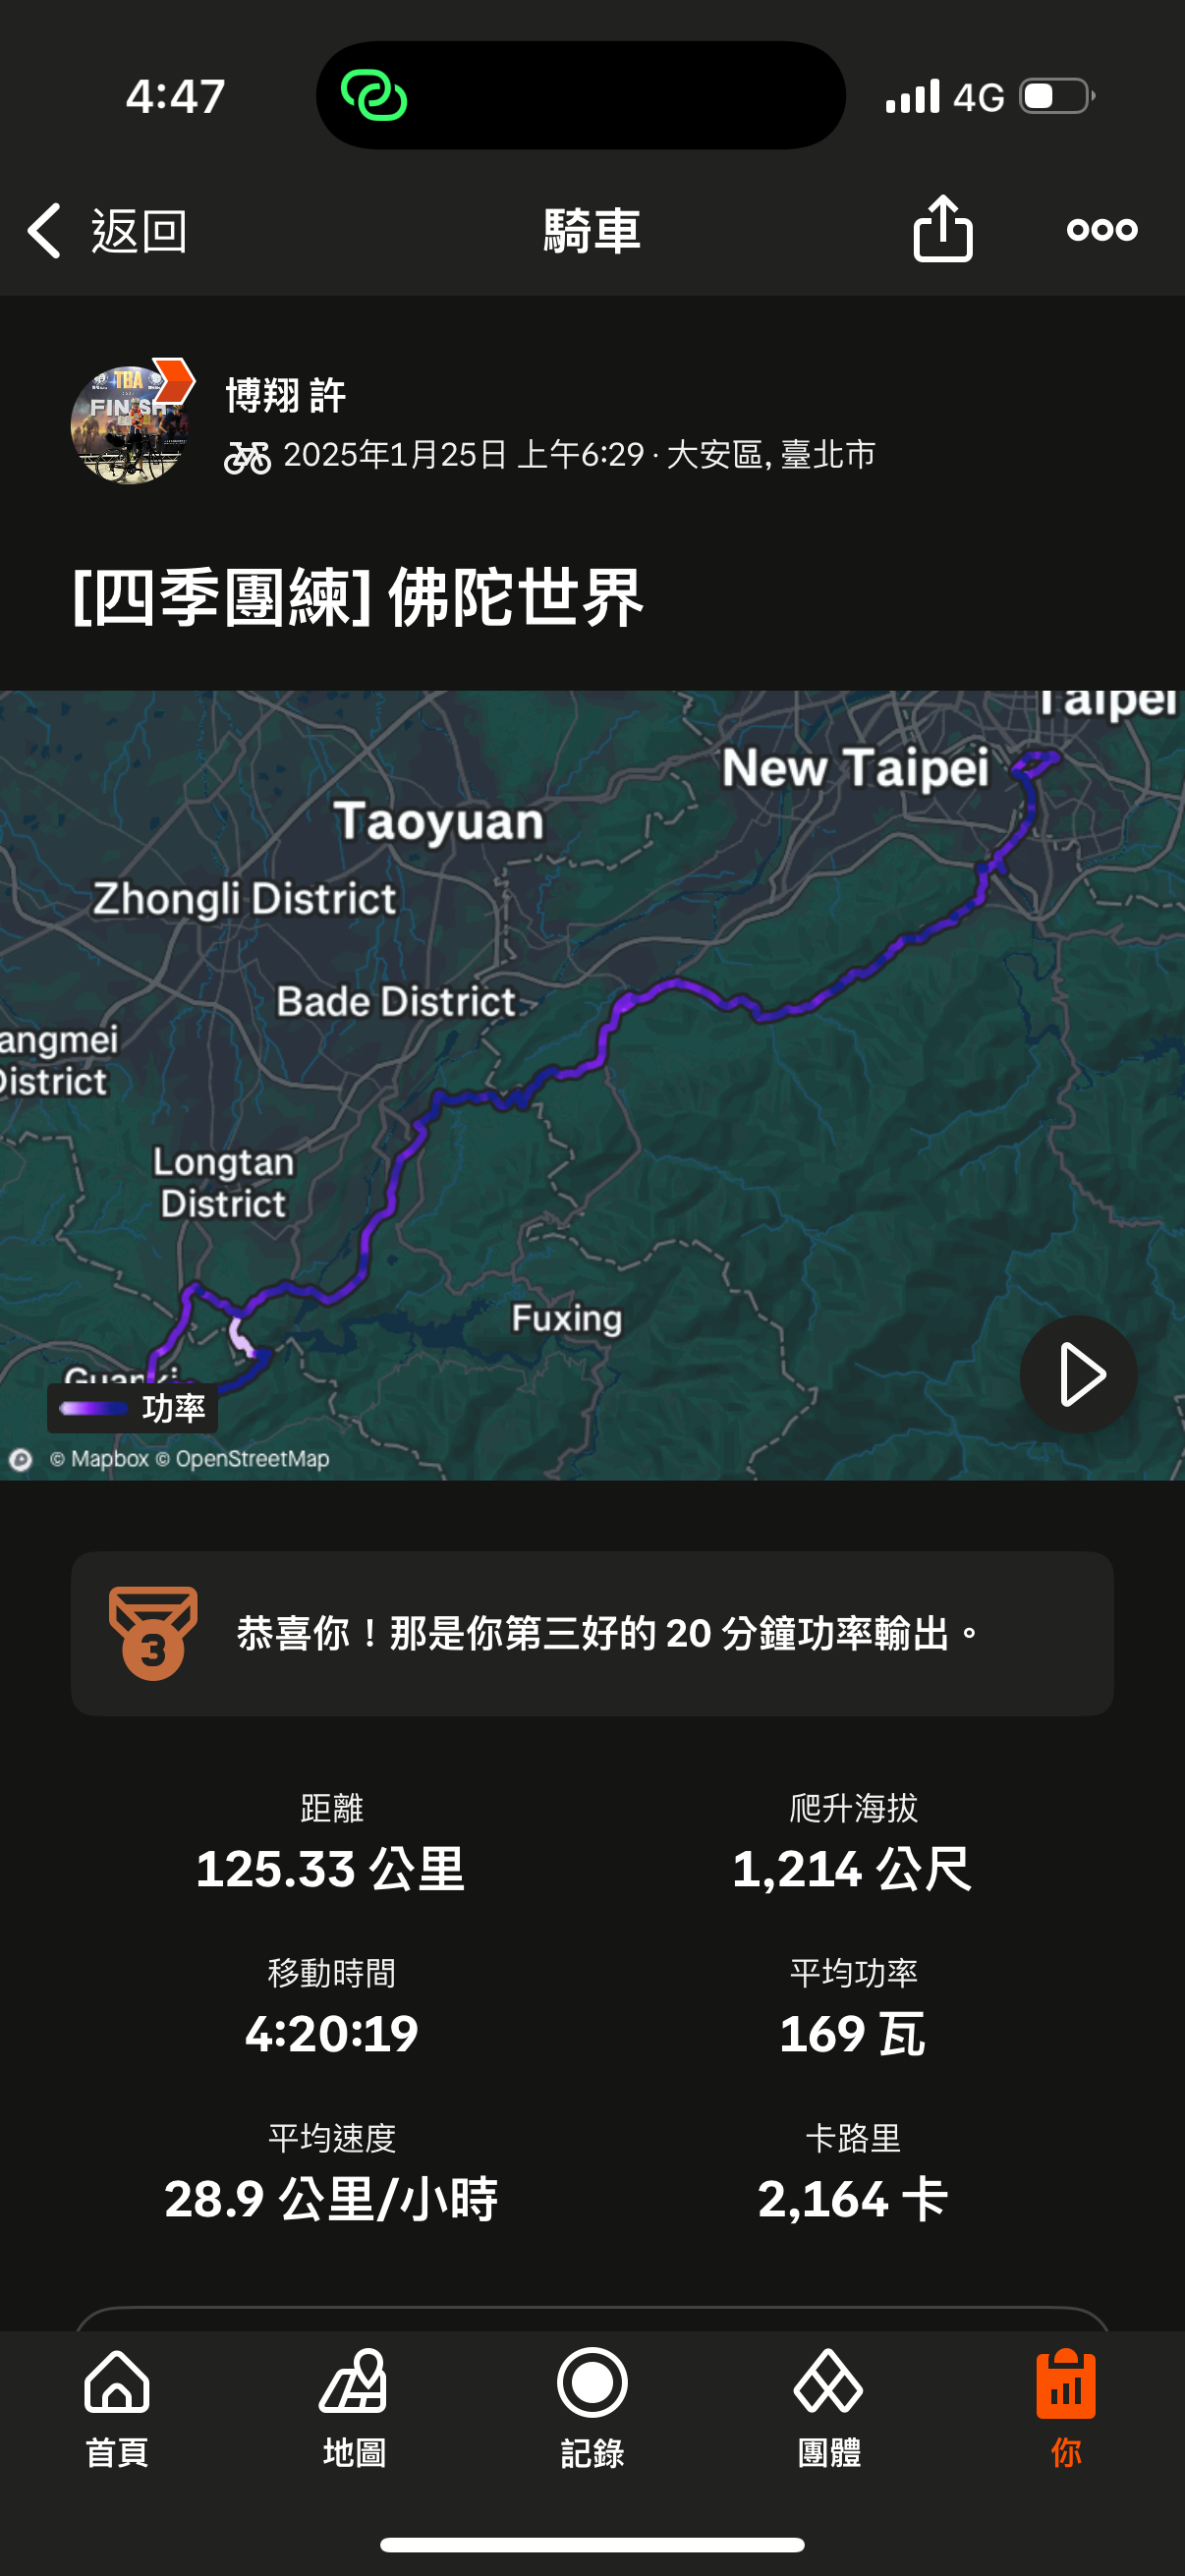 4:47
4G
返回
騎車
TBA
FINISH
博翔 許
2025年1月25日 上午6:29 · 大安區, 臺北市
[四季團練] 佛陀世界
Taipei
New Taipei
Taoyuan
Zhongli District
Bade District
angmei
District
Longtan
District
Fuxing
Guanxi
功率
© Mapbox © OpenStreetMap
3
恭喜你！那是你第三好的 20 分鐘功率輸出。
距離
爬升海拔
125.33 公里
1,214 公尺
移動時間
平均功率
4:20:19
169 瓦
平均速度
卡路里
28.9 公里/小時
2,164 卡
首頁
地圖
記錄
團體
你